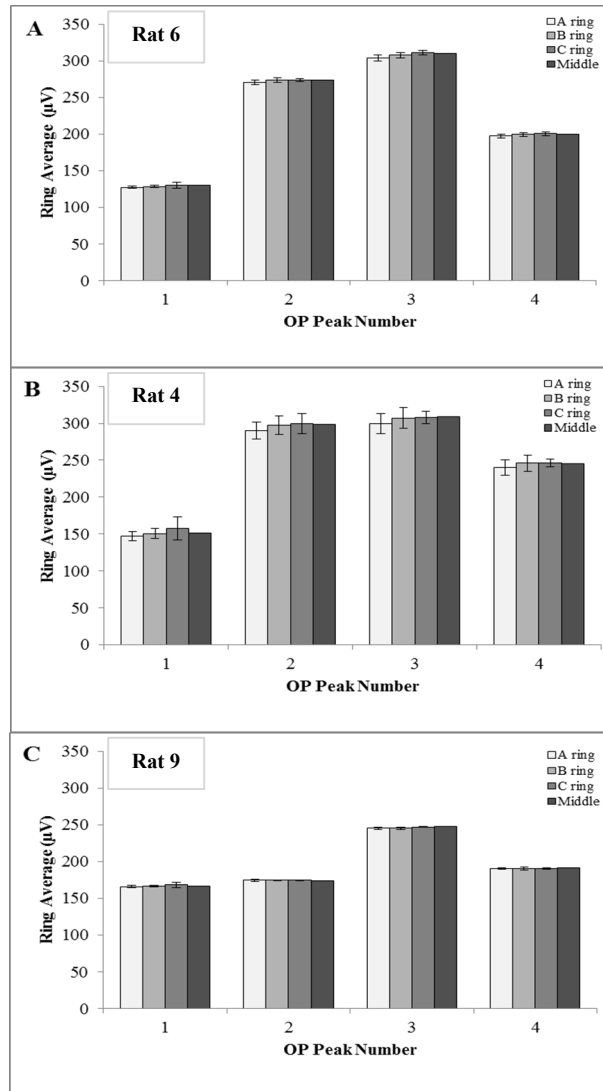 A
Rat 6
A ring
B ring
C ring
Middle
Ring Average (µV)
350
300
250
200
150
100
50
0
1 2 3 4
OP Peak Number
B
Rat 4
A ring
B ring
C ring
Middle
Ring Average (µV)
350
300
250
200
150
100
50
0
1 2 3 4
OP Peak Number
C
Rat 9
A ring
B ring
C ring
Middle
Ring Average (µV)
350
300
250
200
150
100
50
0
1 2 3 4
OP Peak Number